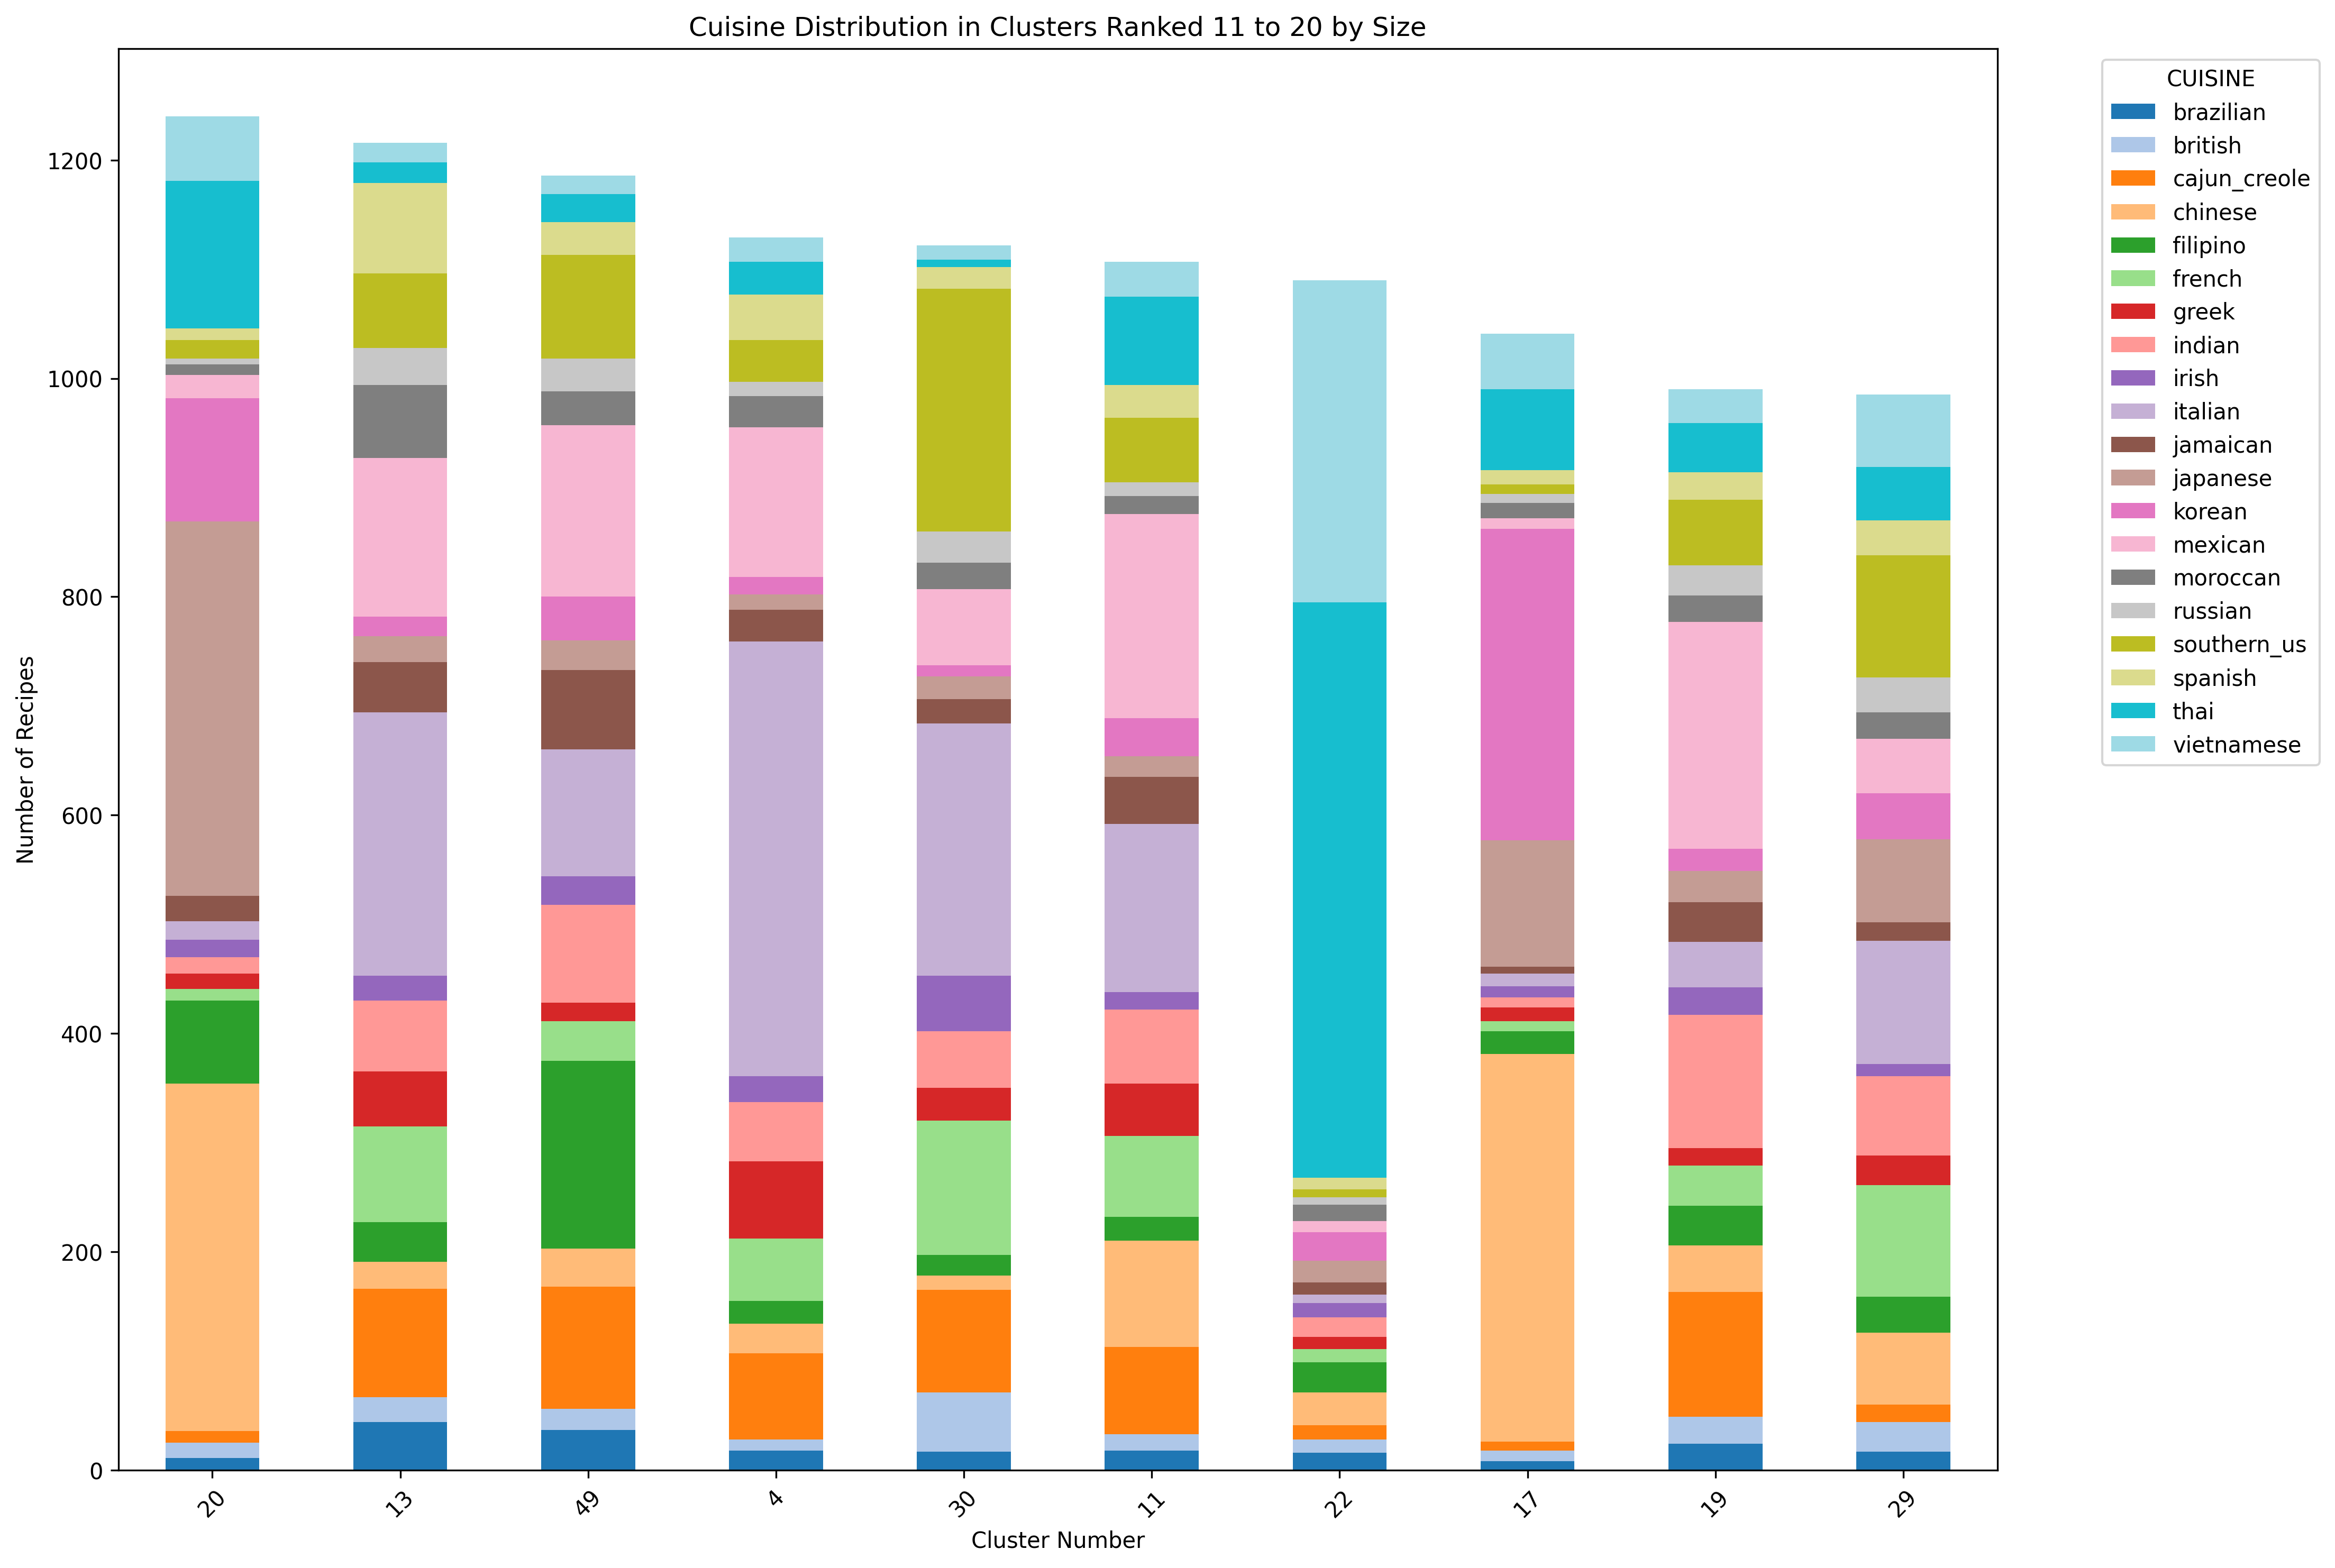 Cuisine Distribution in Clusters Ranked 11 to 20 by Size
Number of Recipes
1200
1000
800
600
400
200
0
20
13
49
4
30
11
22
17
19
29
Cluster Number
CUISINE
brazilian
british
cajun_creole
chinese
filipino
french
greek
indian
irish
italian
jamaican
japanese
korean
mexican
moroccan
russian
southern_us
spanish
thai
vietnamese